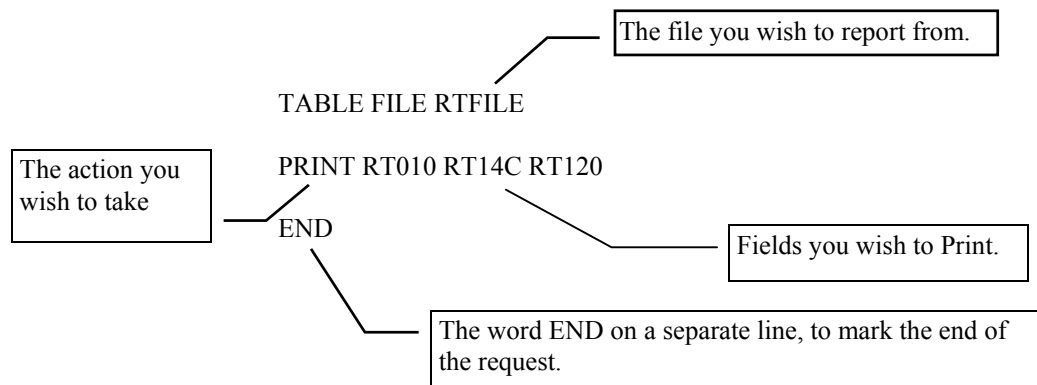 The file you wish to report from.
TABLE FILE RTFILE
The action you
wish to take
PRINT RT010 RT14C RT120
END
Fields you wish to Print.
The word END on a separate line, to mark the end of
the request.